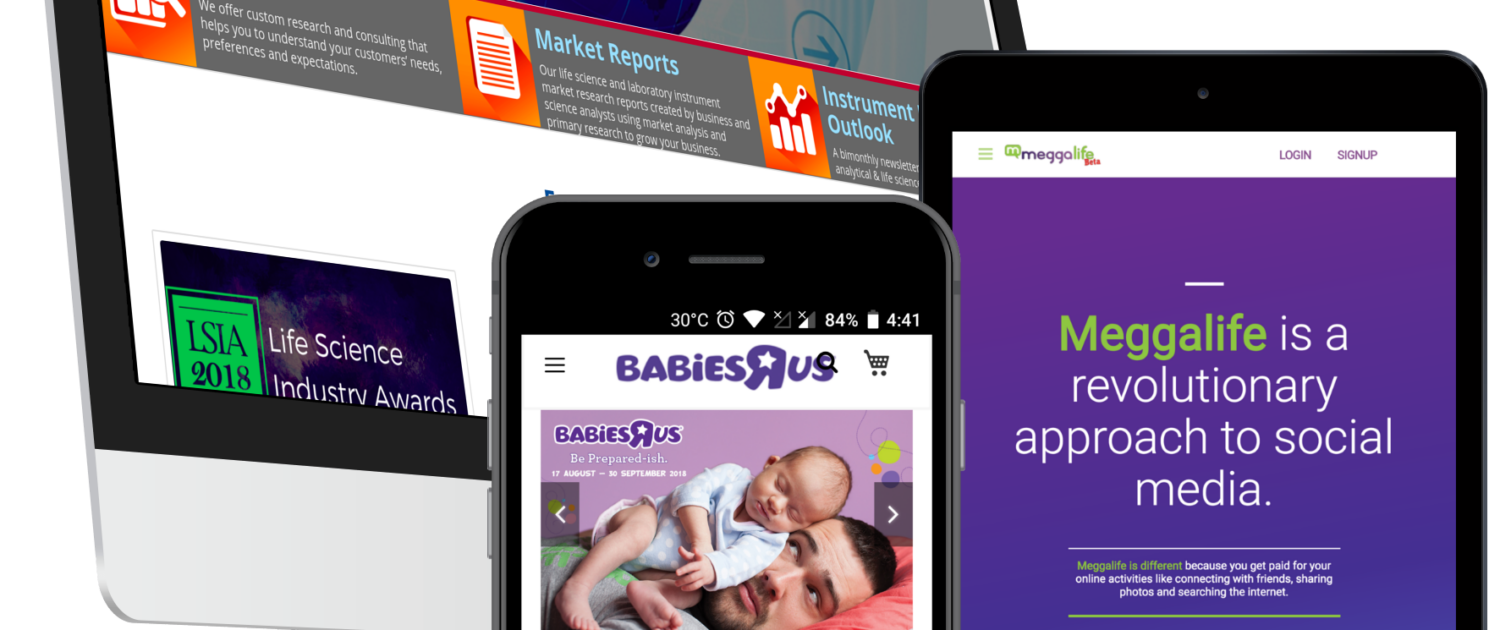 We offer custom research and consulting that
helps you to understand your customers' needs,
preferences and expectations.
Market Reports
Our life science and laboratory instrument
market research reports created by business and
science analysts using market analysis and
primary research to grow your business.
Instrument
Outlook
A bimonthly newsletter
analytical & life science
LSIA
2018
Life Science
Industry Awards
30°C 84% 4:41
BABiESRUS
BABiESRUS
Be Prepared-ish.
17 AUGUST — 30 SEPTEMBER 2018
meggalife
Beta
LOGIN SIGNUP
Meggalife is a
revolutionary
approach to social
media.
Meggalife is different because you get paid for your
online activities like connecting with friends, sharing
photos and searching the internet.